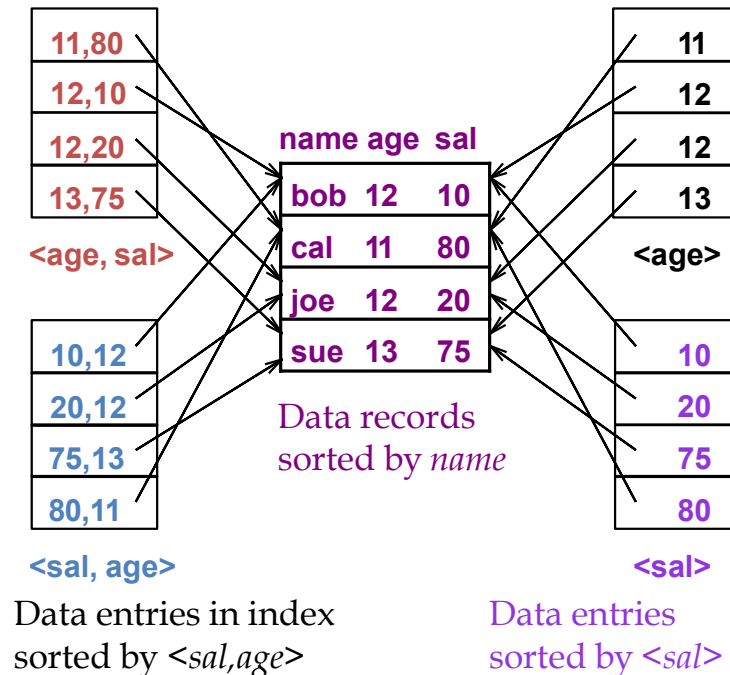 11,80
12,10
12,20
13,75
<age, sal>
10,12
20,12
75,13
80,11
<sal, age>
Data entries in index
sorted by <sal,age>
name age sal
bob 12 10
cal 11 80
joe 12 20
sue 13 75
Data records
sorted by name
11
12
12
13
<age>
10
20
75
80
<sal>
Data entries
sorted by <sal>